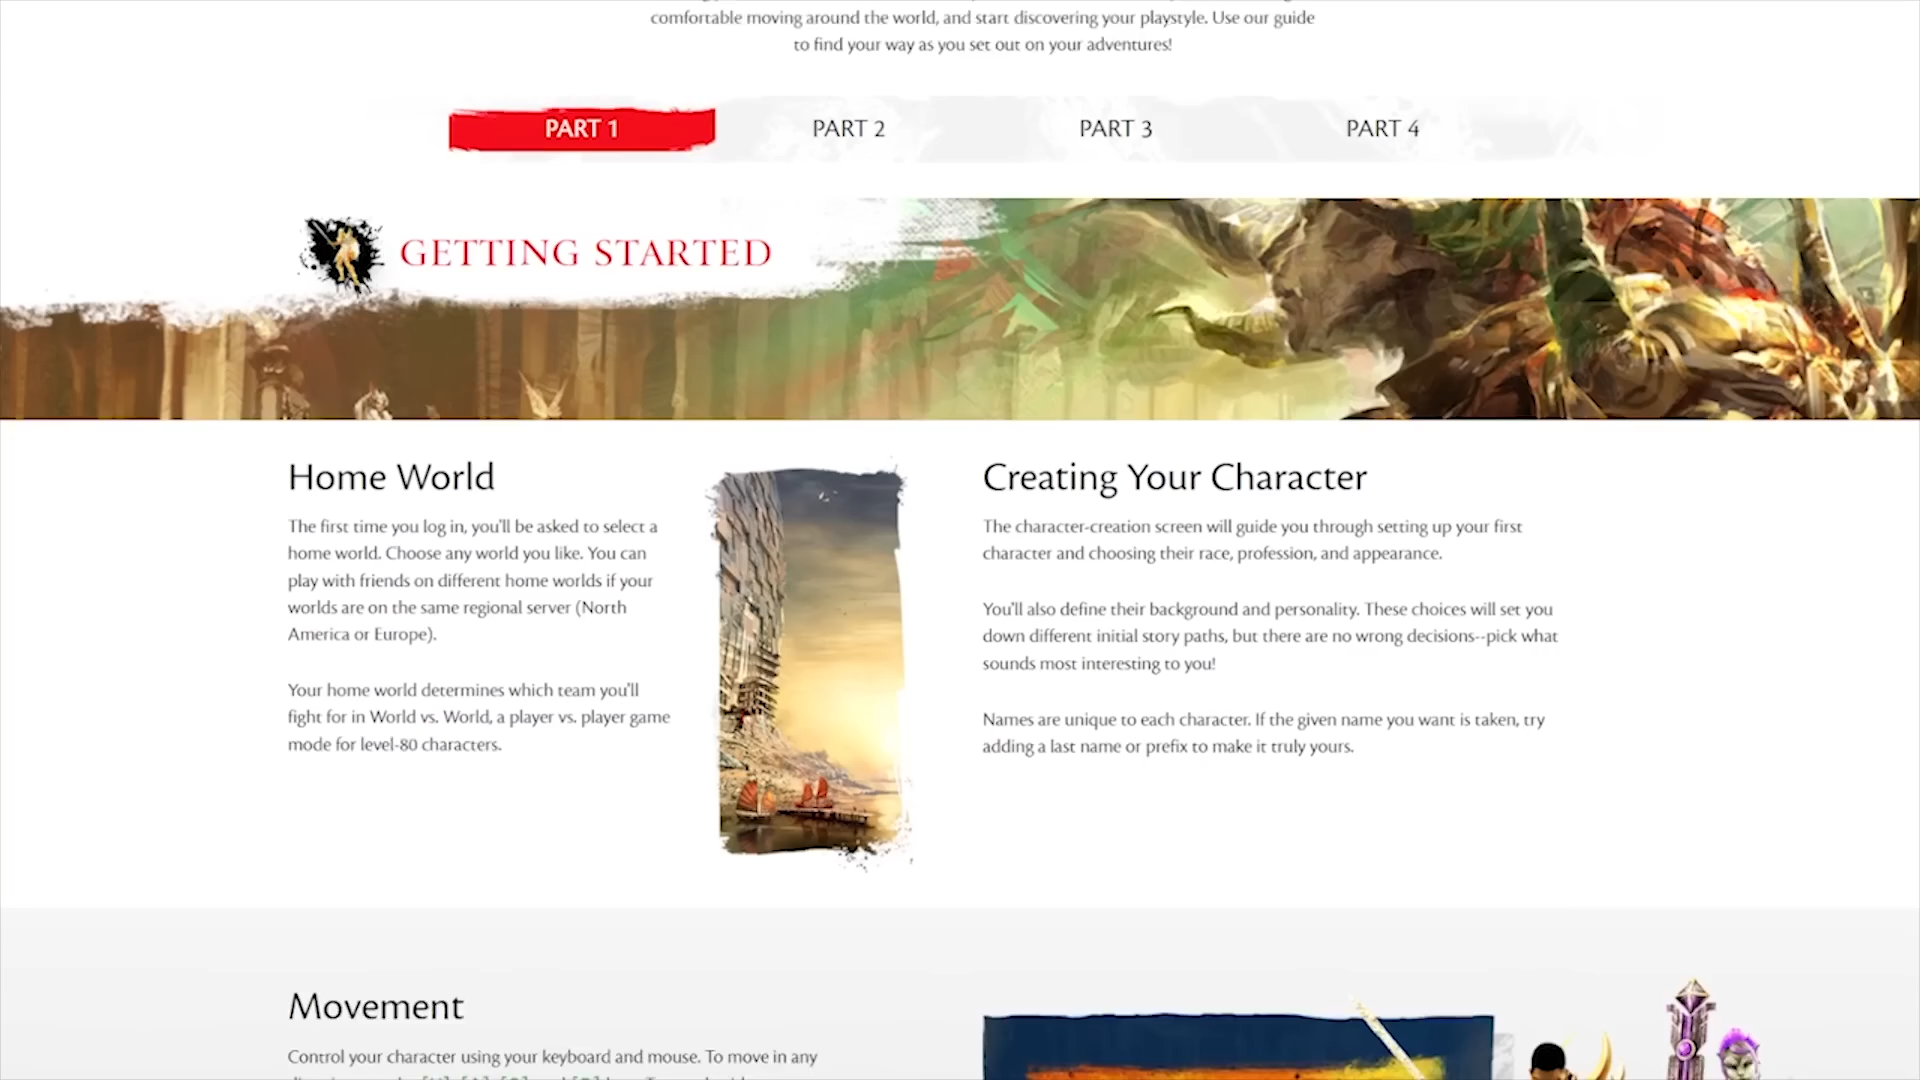 comfortable moving around the world, and start discovering your playstyle. Use our guide
to find your way as you set out on your adventures!
PART 1
PART 2
PART 3
PART 4
GETTING STARTED
Home World
The first time you log in, you'll be asked to select a
home world. Choose any world you like. You can
play with friends on different home worlds if your
worlds are on the same regional server (North
America or Europe).
Your home world determines which team you'll
fight for in World vs. World, a player vs. player game
mode for level-80 characters.
Creating Your Character
The character-creation screen will guide you through setting up your first
character and choosing their race, profession, and appearance.
You'll also define their background and personality. These choices will set you
down different initial story paths, but there are no wrong decisions--pick what
sounds most interesting to you!
Names are unique to each character. If the given name you want is taken, try
adding a last name or prefix to make it truly yours.
Movement
Control your character using your keyboard and mouse. To move in any